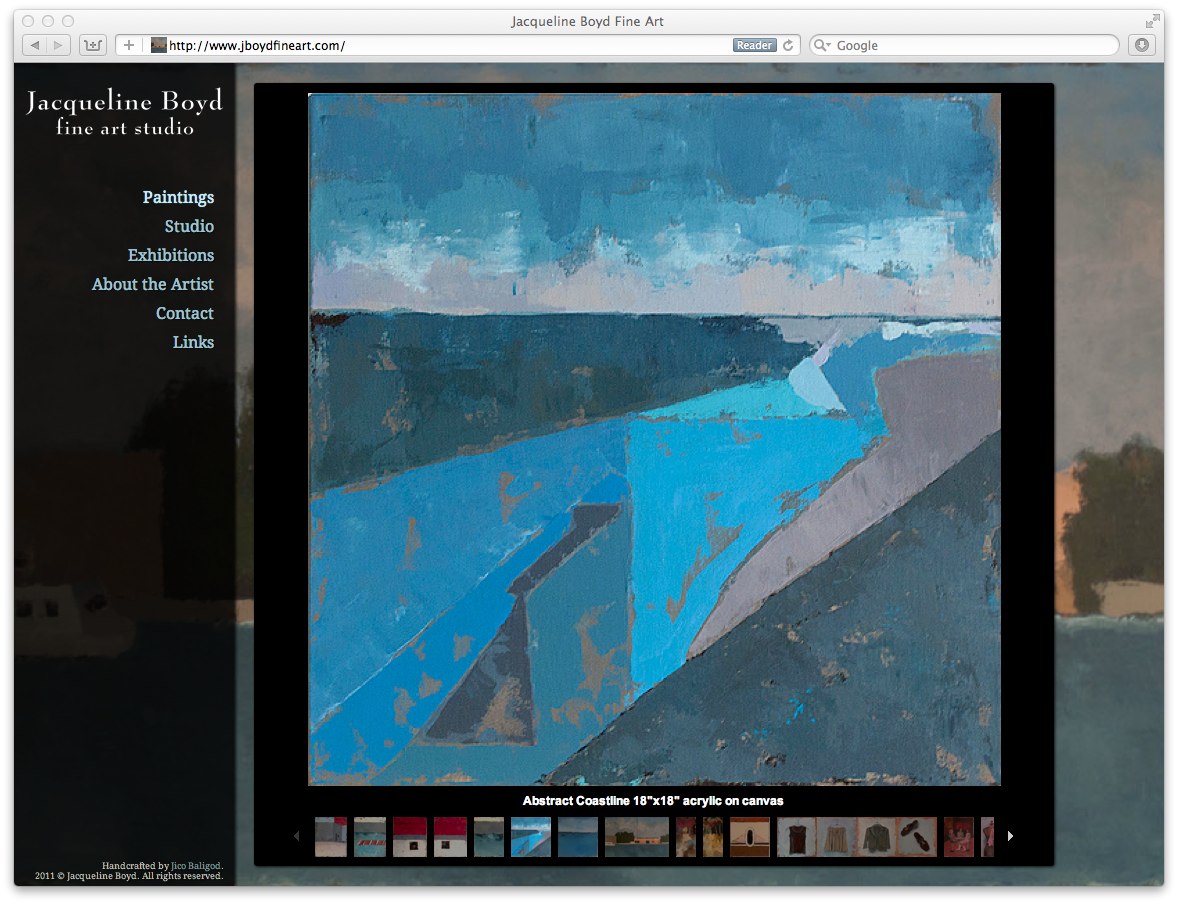 Jacqueline Boyd Fine Art
http://www.jboydfineart.com/
Reader
Google
Jacqueline Boyd
fine art studio
Paintings
Studio
Exhibitions
About the Artist
Contact
Links
Abstract Coastline 18"x18" acrylic on canvas
Handcrafted by Jico Baligod.
2011 © Jacqueline Boyd. All rights reserved.